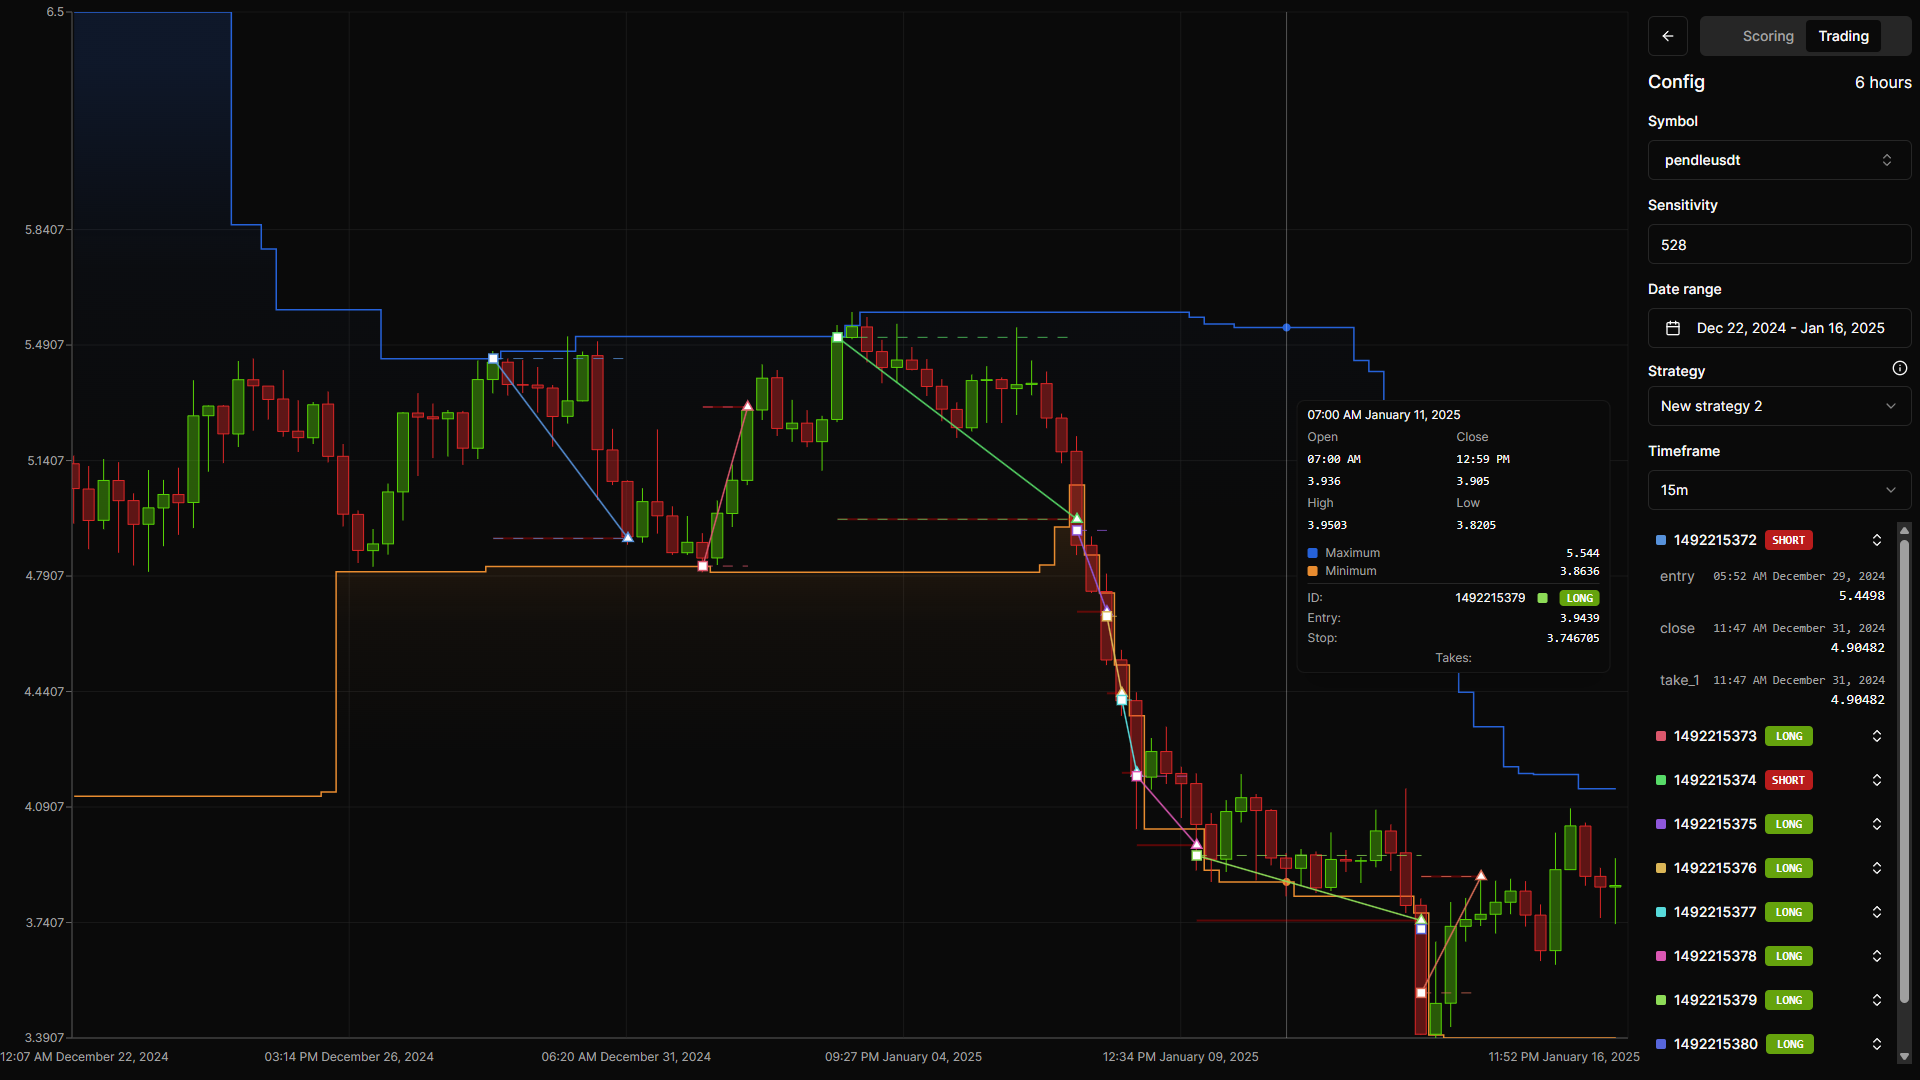 6.5
5.8407
5.4907
5.1407
4.7907
4.4407
4.0907
3.7407
3.3907
12:07 AM December 22, 2024
03:14 PM December 26, 2024
06:20 AM December 31, 2024
09:27 PM January 04, 2025
12:34 PM January 09, 2025
11:52 PM January 16, 2025
07:00 AM January 11, 2025
Open Close
07:00 AM 12:59 PM
3.936 3.905
High Low
3.9503 3.8205
Maximum 5.544
Minimum 3.8636
ID: 1492215379 LONG
Entry: 3.9439
Stop: 3.746705
Takes:
Scoring Trading
Config 6 hours
Symbol
pendleusdt
Sensitivity
528
Date range
Dec 22, 2024 - Jan 16, 2025
Strategy
New strategy 2
Timeframe
15m
1492215372 SHORT
entry 05:52 AM December 29, 2024
5.4498
close 11:47 AM December 31, 2024
4.90482
take_1 11:47 AM December 31, 2024
4.90482
1492215373 LONG
1492215374 SHORT
1492215375 LONG
1492215376 LONG
1492215377 LONG
1492215378 LONG
1492215379 LONG
1492215380 LONG